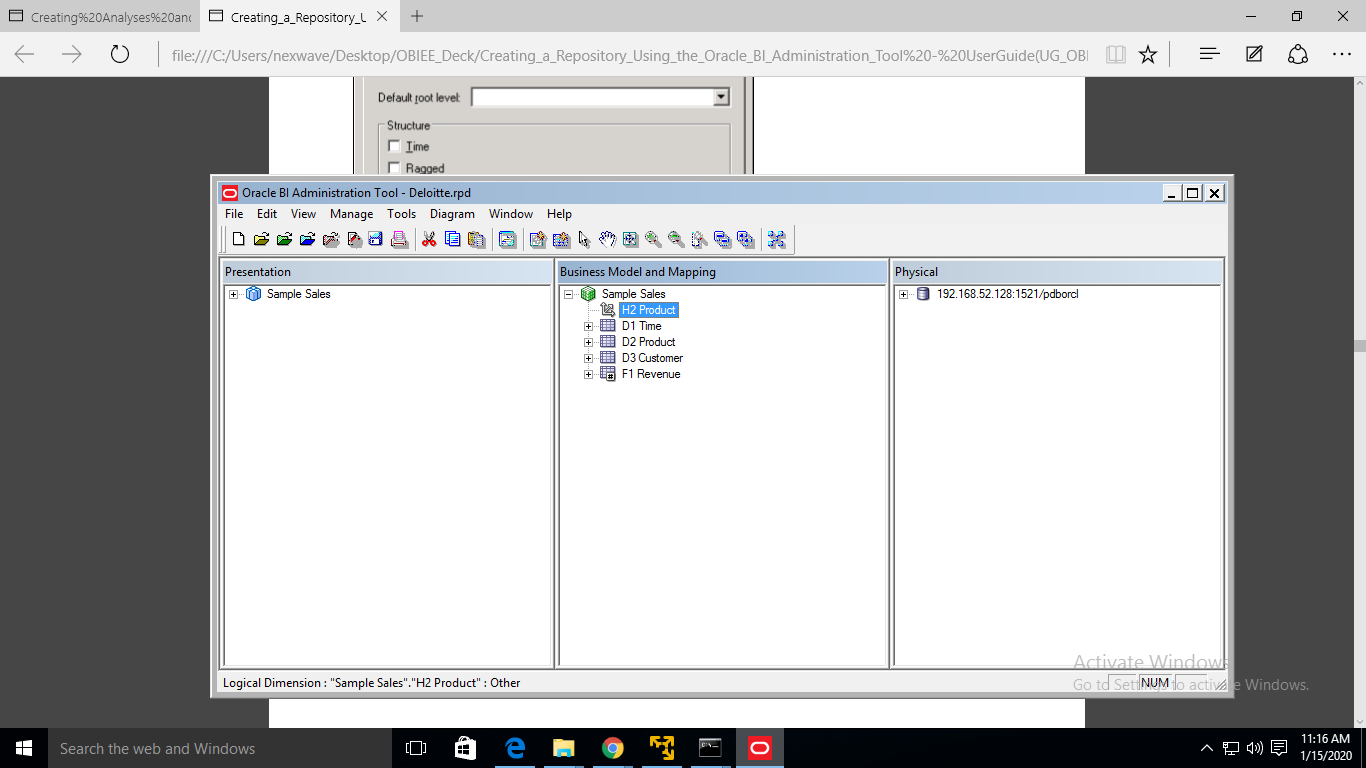 Creating%20Analyses%20and
Creating_a_Repository_U
file:///C:/Users/nexwave/Desktop/OBIEE_Deck/Creating_a_Repository_Using_the_Oracle_BI_Administration_Tool%20-%20UserGuide(UG_OBI
Default root level:
Structure
Time
Ragged
Oracle BI Administration Tool - Deloitte.rpd
File Edit View Manage Tools Diagram Window Help
Presentation
Sample Sales
Business Model and Mapping
Sample Sales
H2 Product
D1 Time
D2 Product
D3 Customer
F1 Revenue
Physical
192.168.52.128:1521/pdborcl
Logical Dimension : "Sample Sales"."H2 Product" : Other
NUM
Activate Windows
Go to Settings to activate Windows.
Search the web and Windows
11:16 AM
1/15/2020